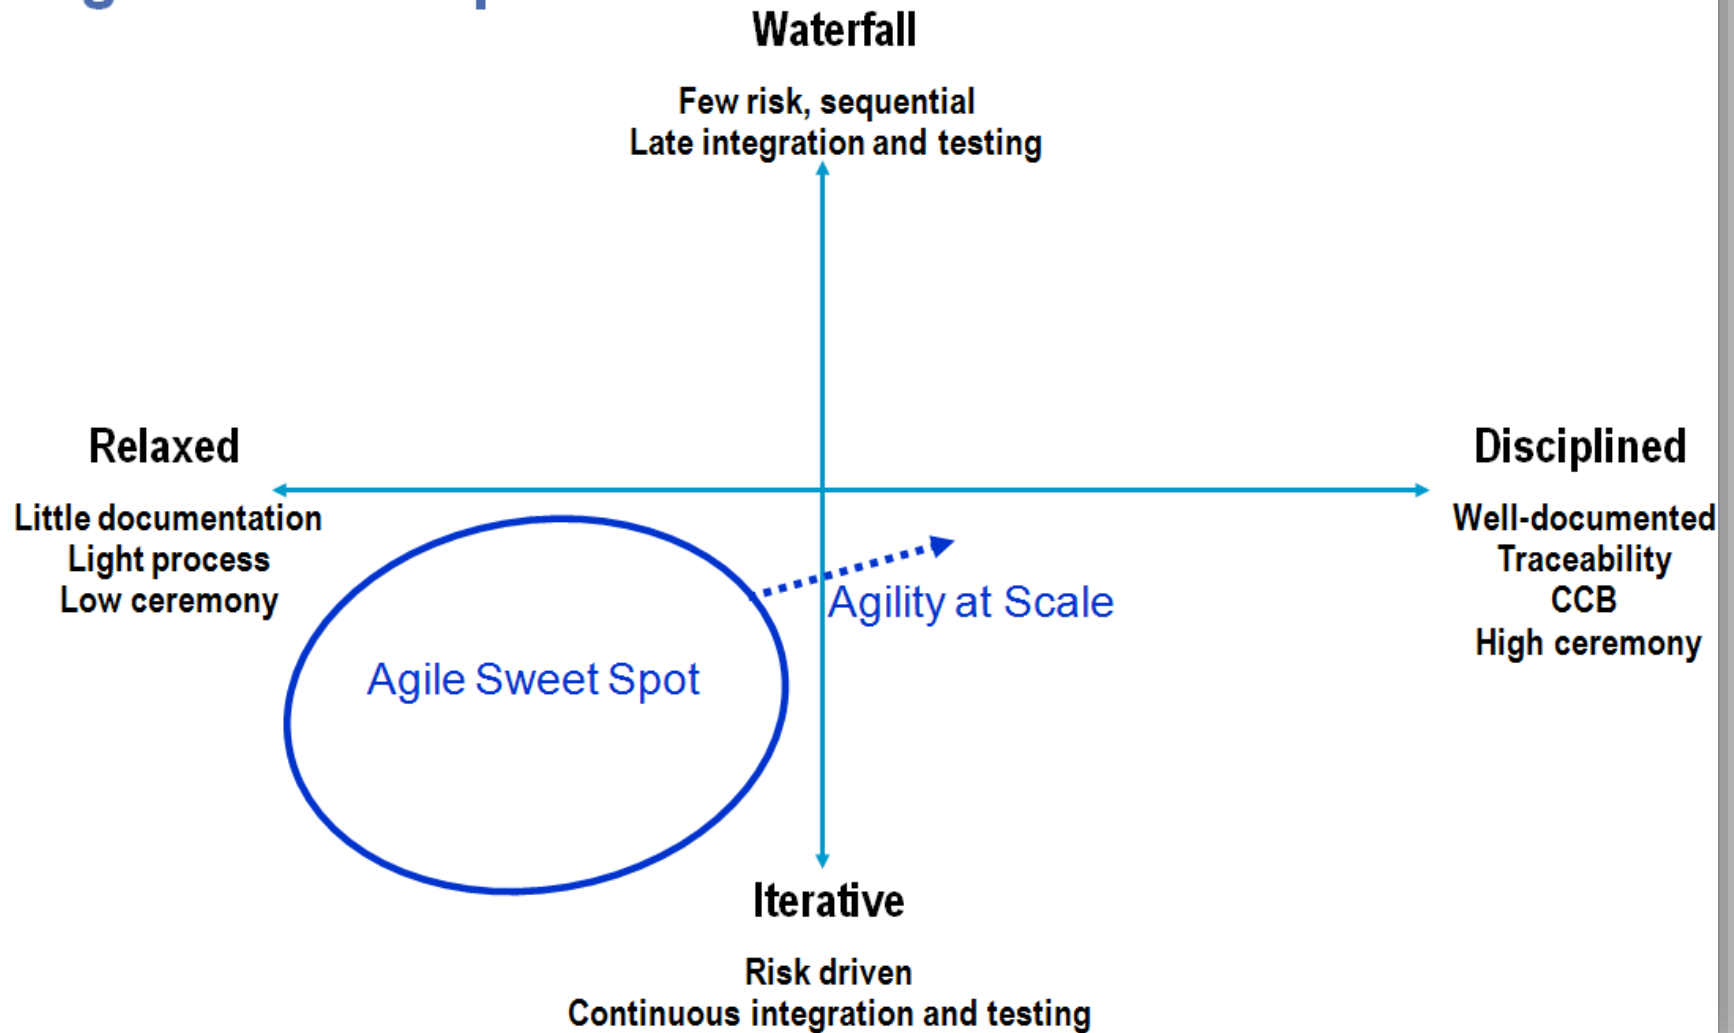 Waterfall
Few risk, sequential
Late integration and testing
Relaxed
Little documentation
Light process
Low ceremony
Disciplined
Well-documented
Traceability
CCB
High ceremony
Agility at Scale
Agile Sweet Spot
Iterative
Risk driven
Continuous integration and testing